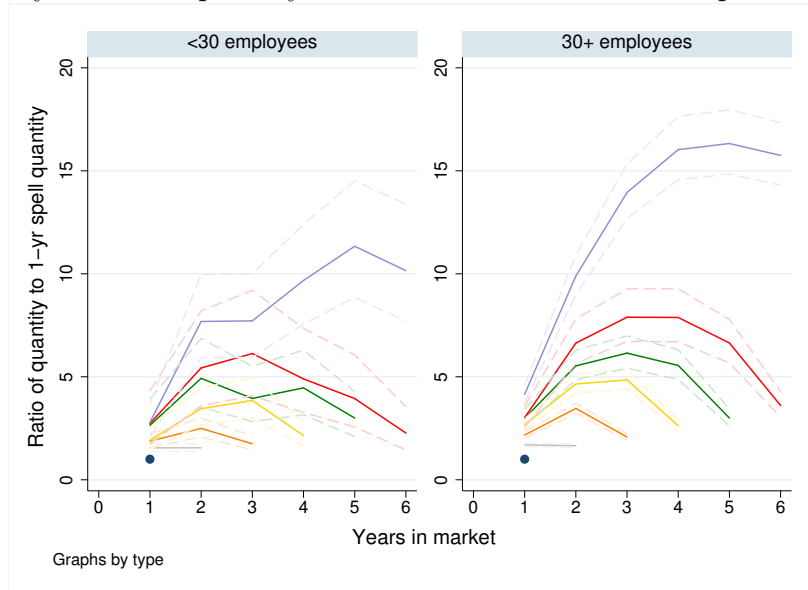 <30 employees
30+ employees
Ratio of quantity to 1−yr spell quantity
20
15
10
5
0
20
15
10
5
0
0 1 2 3 4 5 6
0 1 2 3 4 5 6
Years in market
Graphs by type